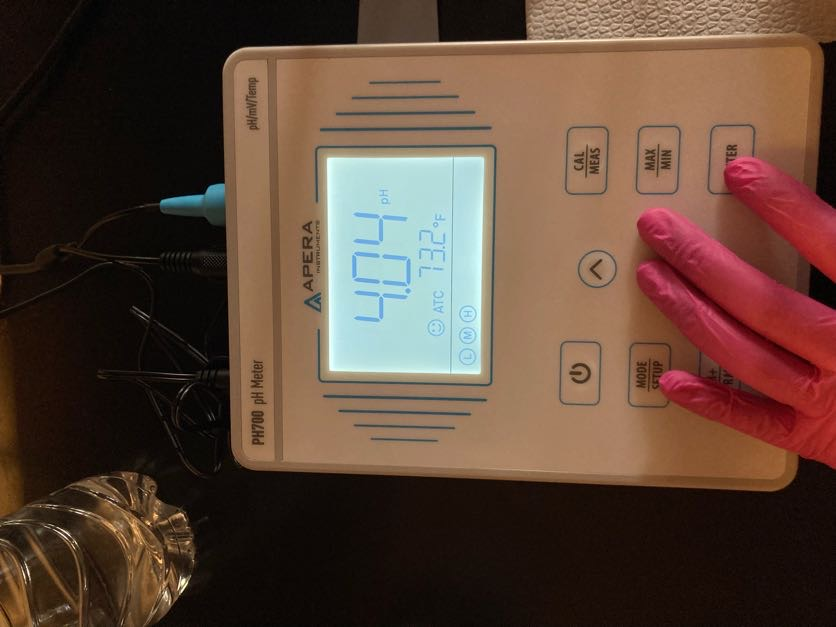 PH700 pH Meter
pH/mV/Temp
APERA
INSTRUMENTS
4.04 pH
ATC 73.2 °F
L M H
CAL
MEAS
MODE
SETUP
MAX
MIN